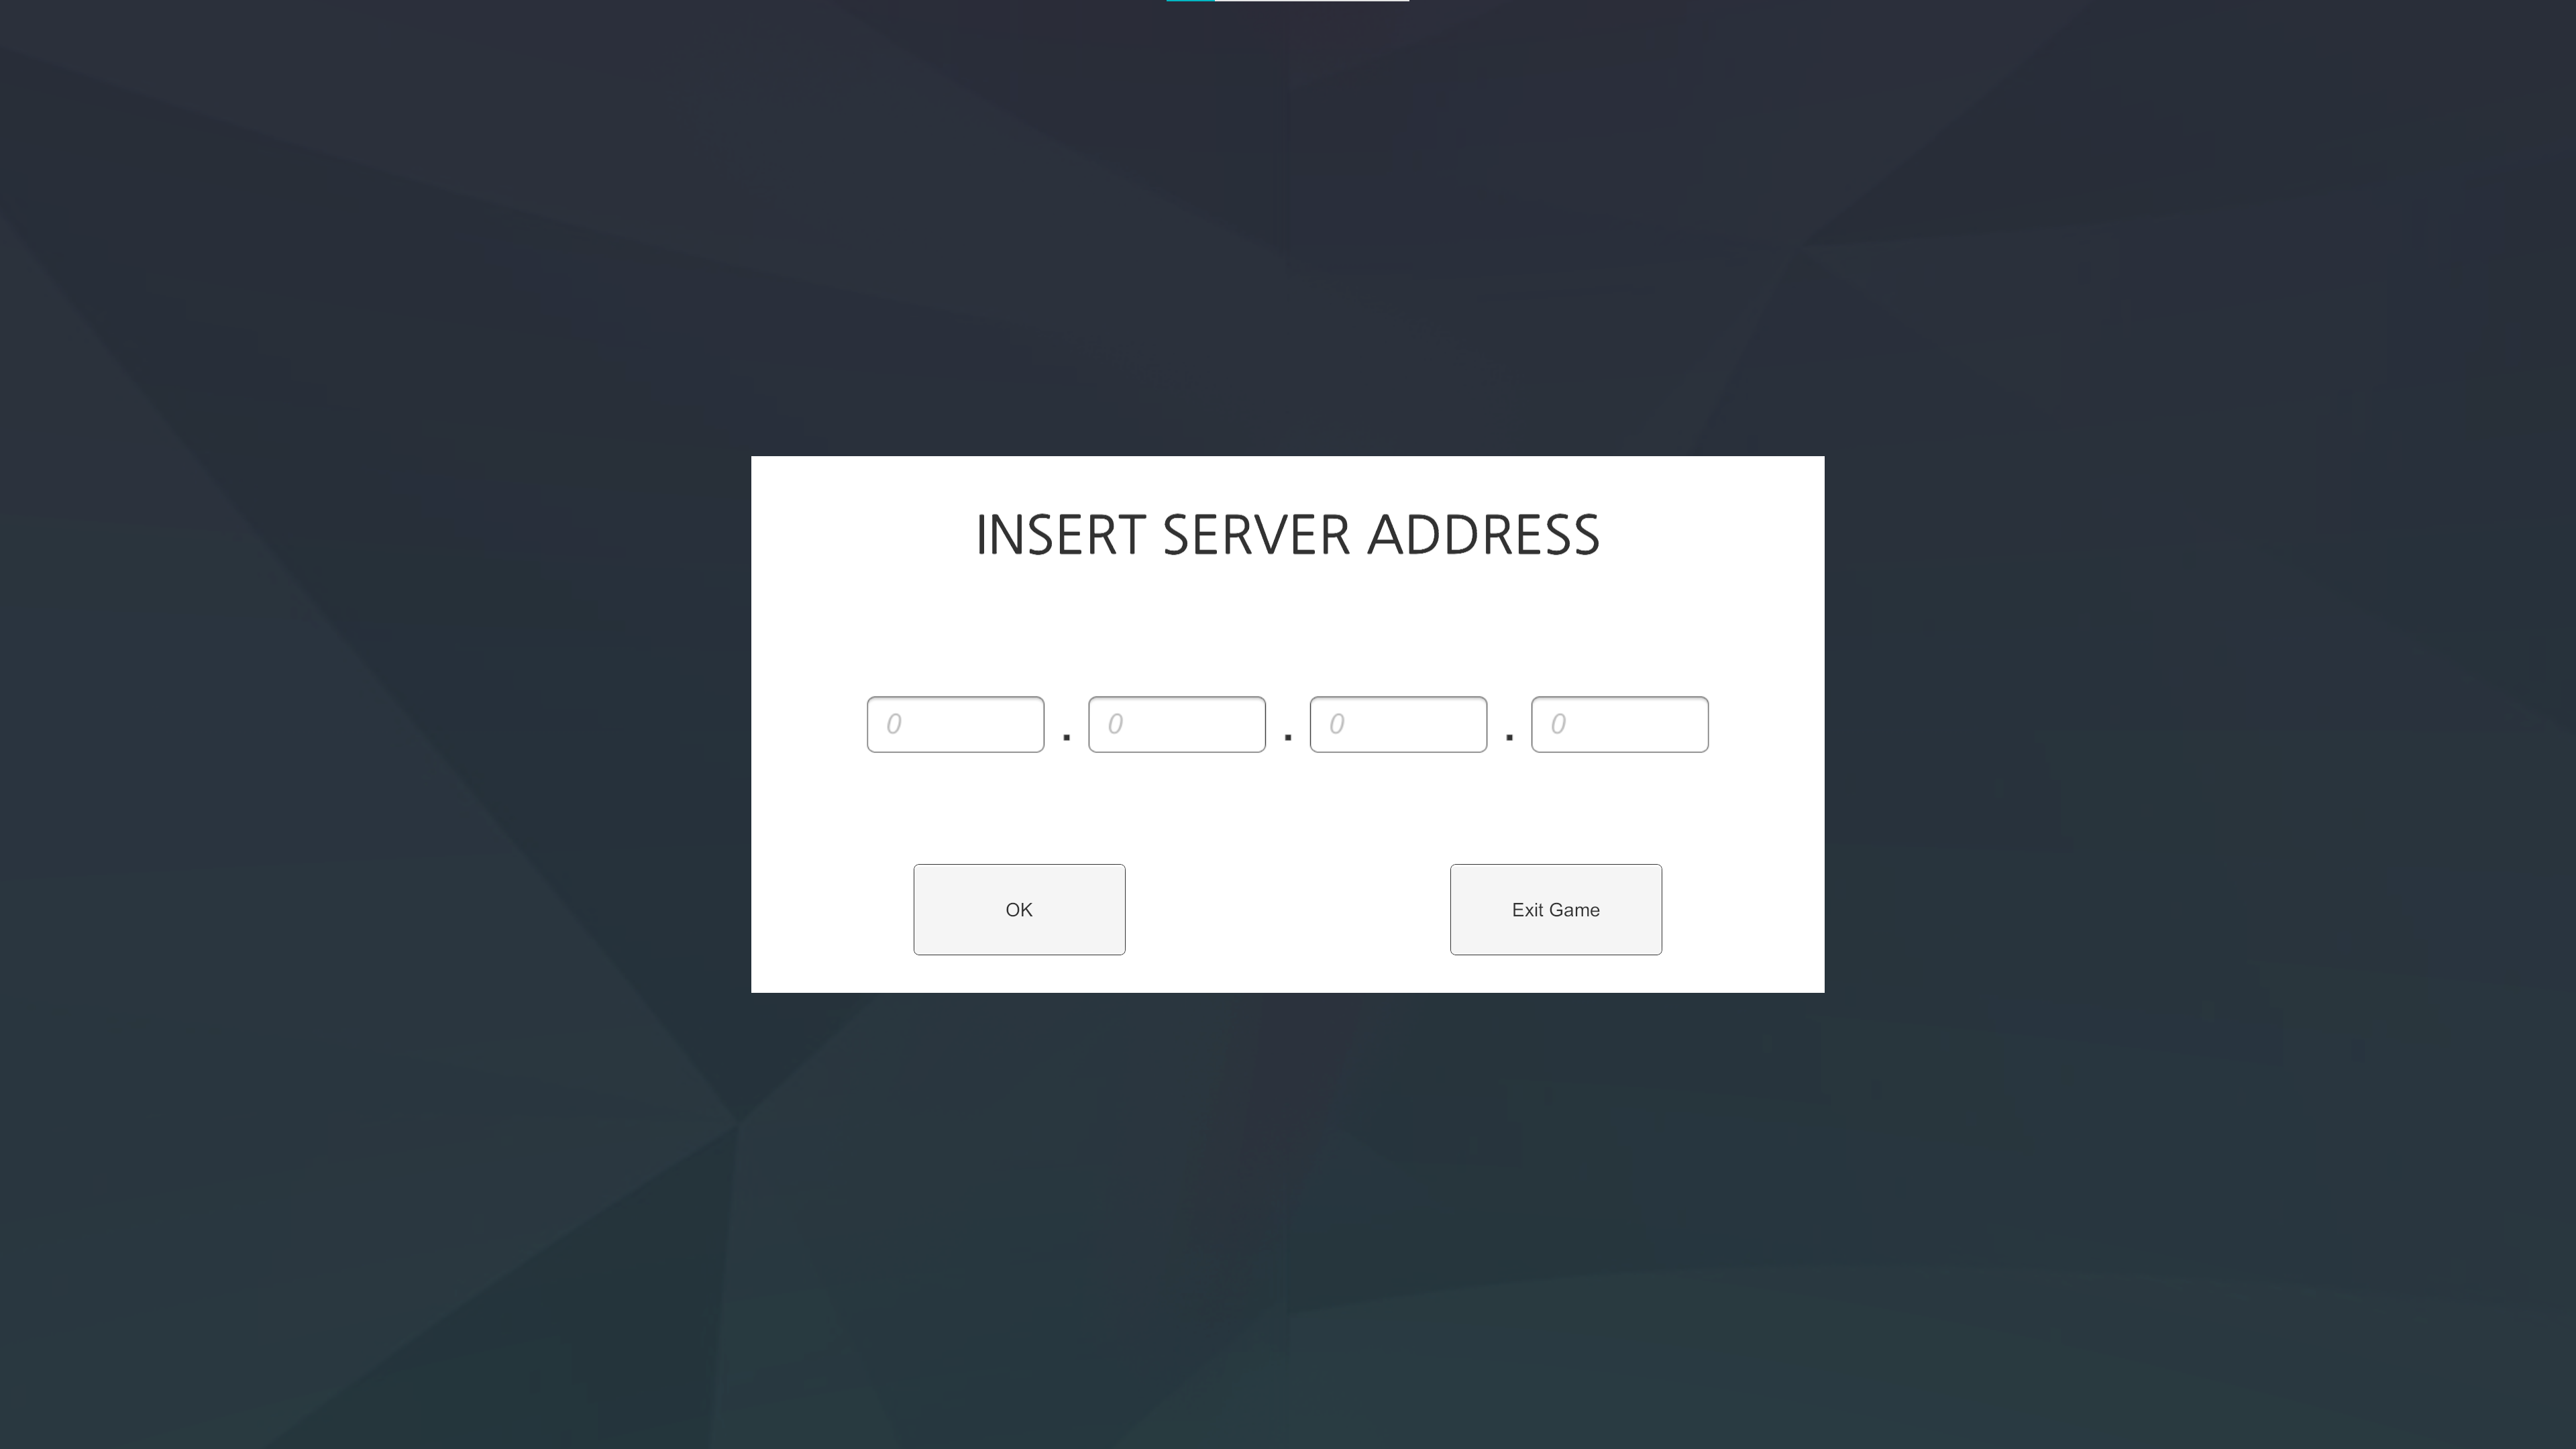 INSERT SERVER ADDRESS
0 . 0 . 0 . 0
OK
Exit Game